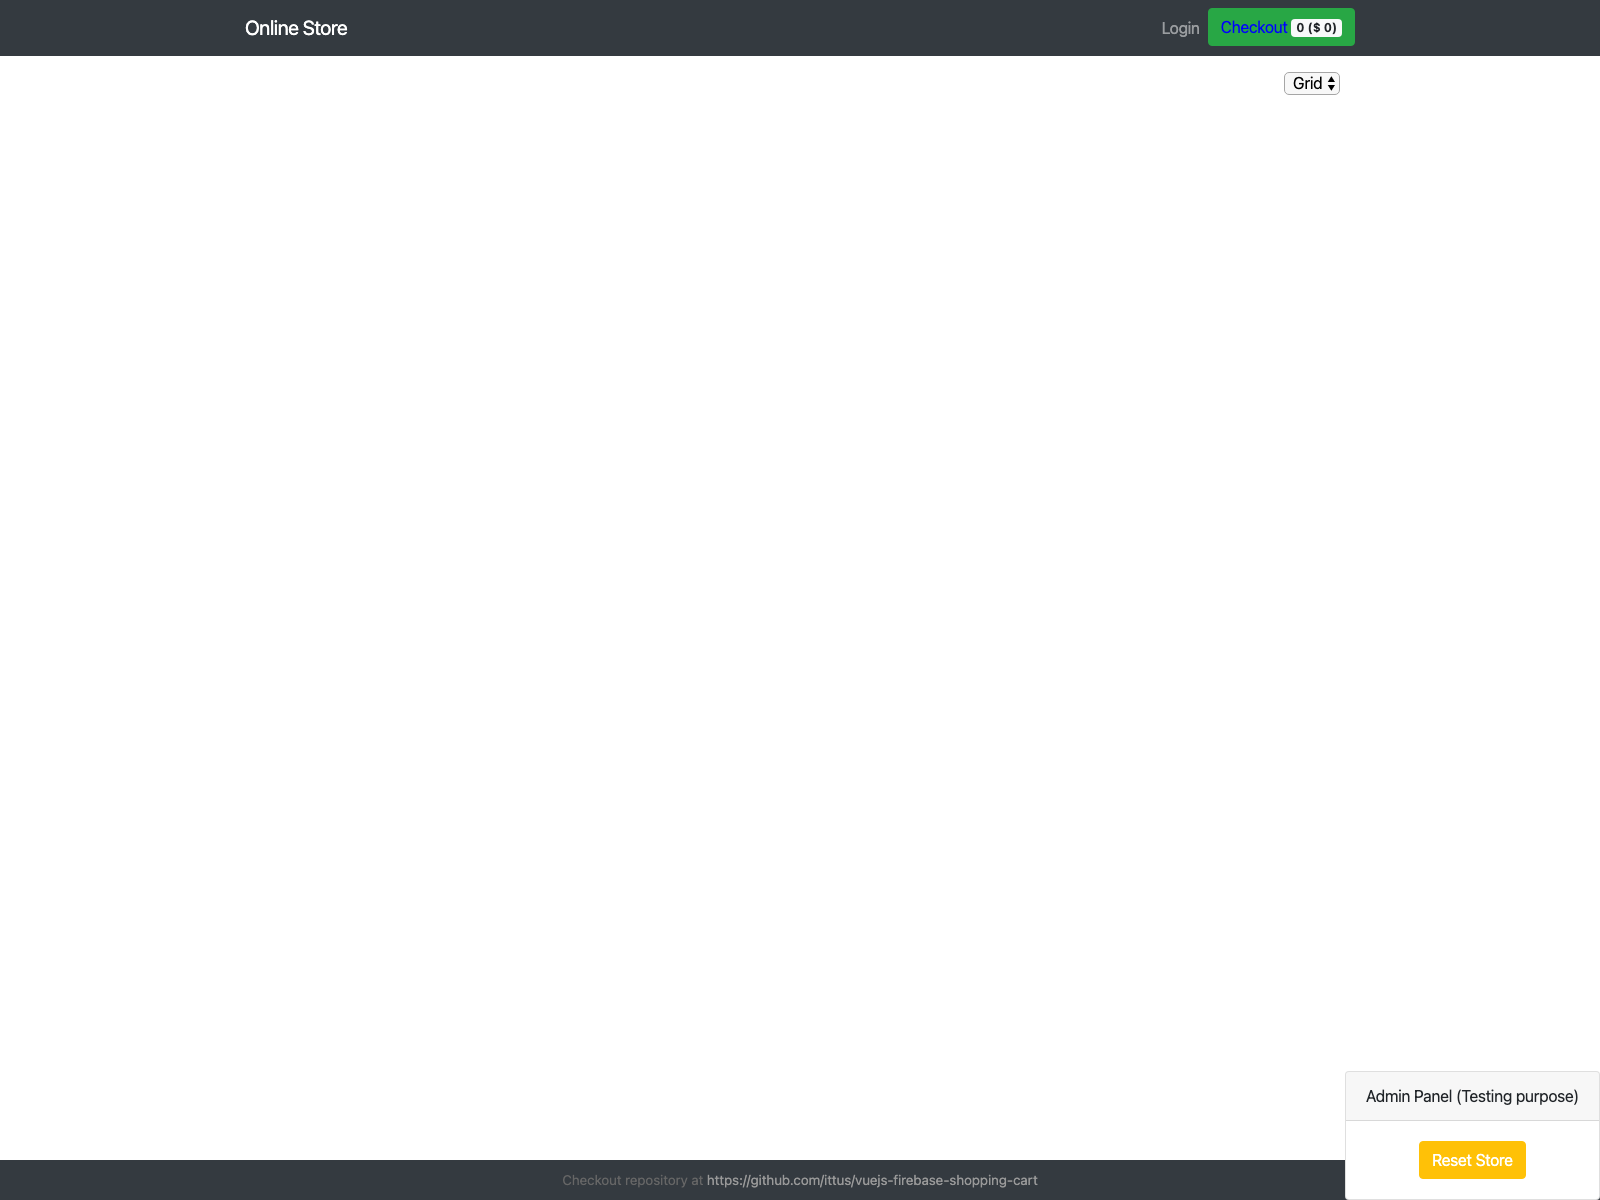 Online Store
Login
Checkout 0 ($ 0)
Grid
Admin Panel (Testing purpose)
Reset Store
Checkout repository at https://github.com/ittus/vuejs-firebase-shopping-cart